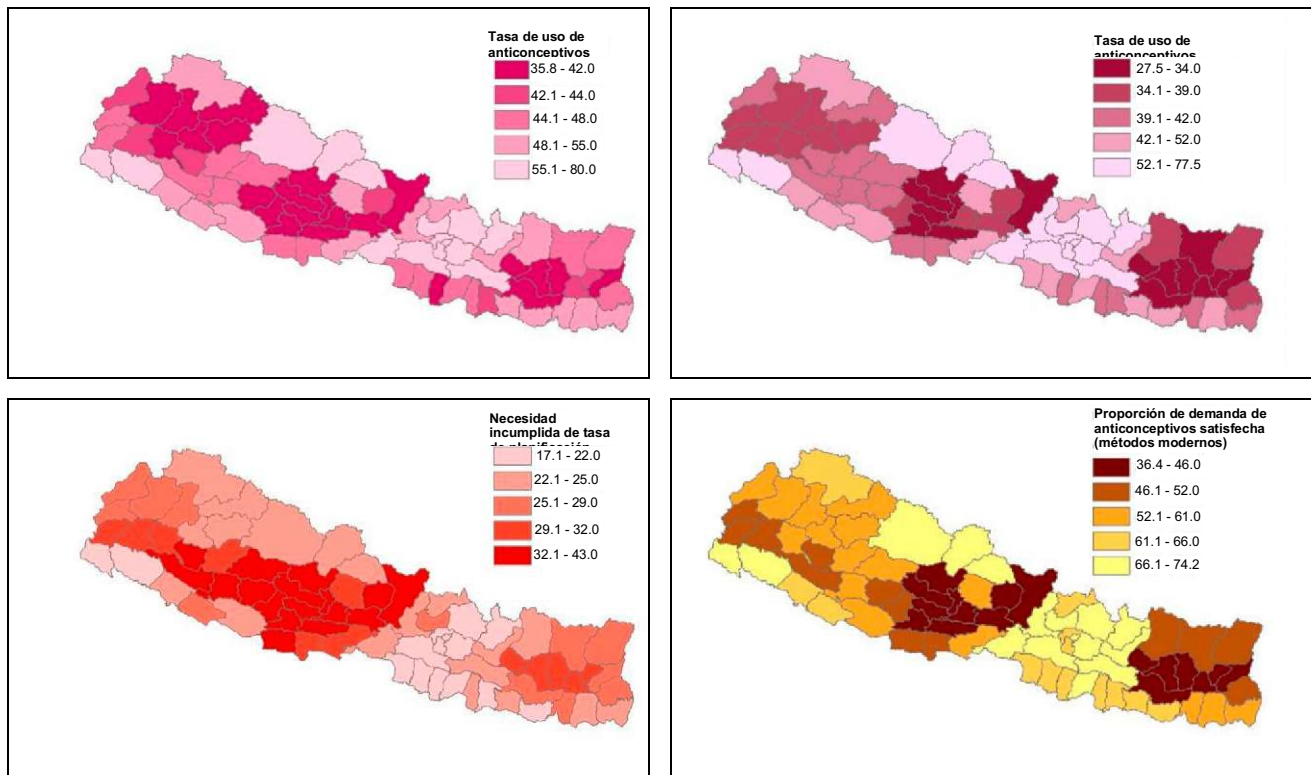 Tasa de uso de
anticonceptivos
35.8 - 42.0
42.1 - 44.0
44.1 - 48.0
48.1 - 55.0
55.1 - 80.0
Tasa de uso de
anticonceptivos
27.5 - 34.0
34.1 - 39.0
39.1 - 42.0
42.1 - 52.0
52.1 - 77.5
Necesidad
incumplida de tasa
de planificación
17.1 - 22.0
22.1 - 25.0
25.1 - 29.0
29.1 - 32.0
32.1 - 43.0
Proporción de demanda de
anticonceptivos satisfecha
(métodos modernos)
36.4 - 46.0
46.1 - 52.0
52.1 - 61.0
61.1 - 66.0
66.1 - 74.2